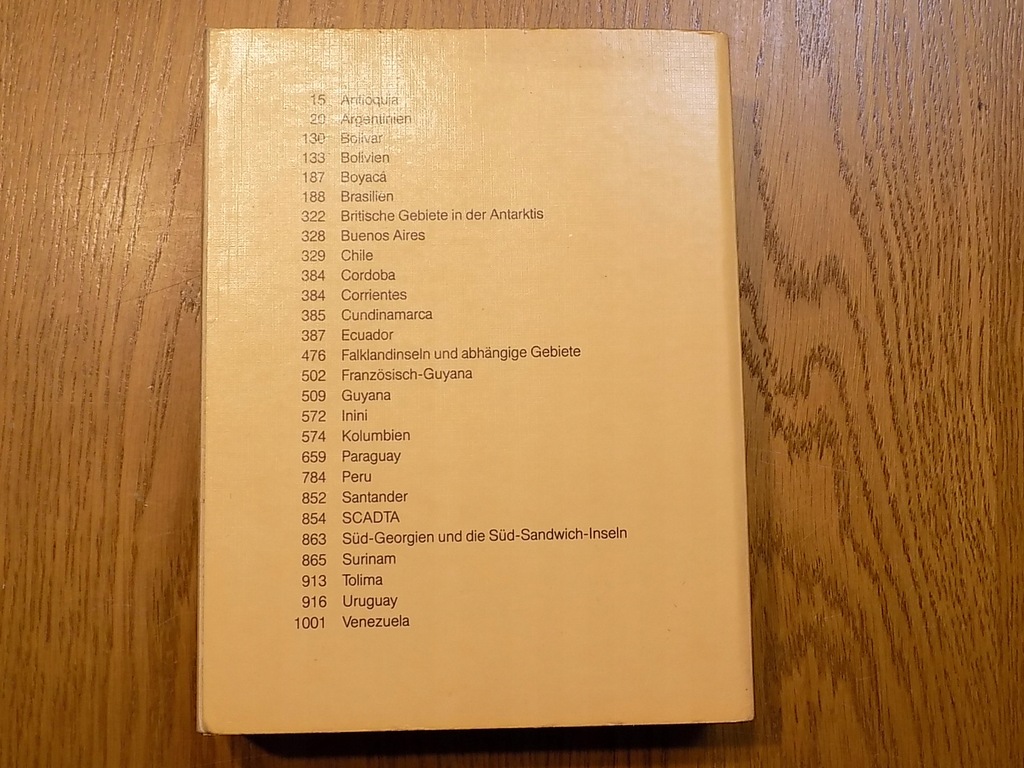 15 Antioquia
29 Argentinien
130 Bolivar
133 Bolivien
187 Boyacá
188 Brasilien
322 Britische Gebiete in der Antarktis
328 Buenos Aires
329 Chile
384 Cordoba
384 Corrientes
385 Cundinamarca
387 Ecuador
476 Falklandinseln und abhängige Gebiete
502 Französisch-Guyana
509 Guyana
572 Inini
574 Kolumbien
659 Paraguay
784 Peru
852 Santander
854 SCADTA
863 Süd-Georgien und die Süd-Sandwich-Inseln
865 Surinam
913 Tolima
916 Uruguay
1001 Venezuela